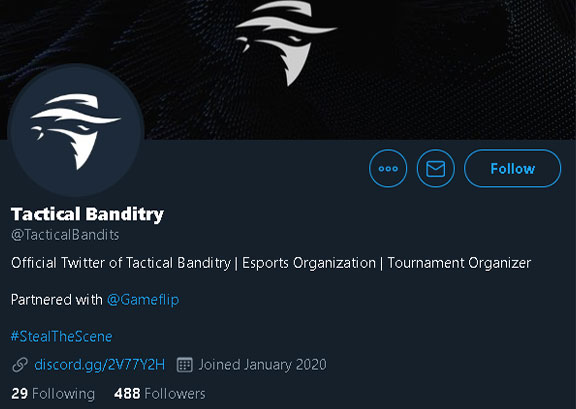 Follow
Tactical Banditry
@TacticalBandits
Official Twitter of Tactical Banditry | Esports Organization | Tournament Organizer
Partnered with @Gameflip
#StealTheScene
discord.gg/2V77Y2H Joined January 2020
29 Following 488 Followers